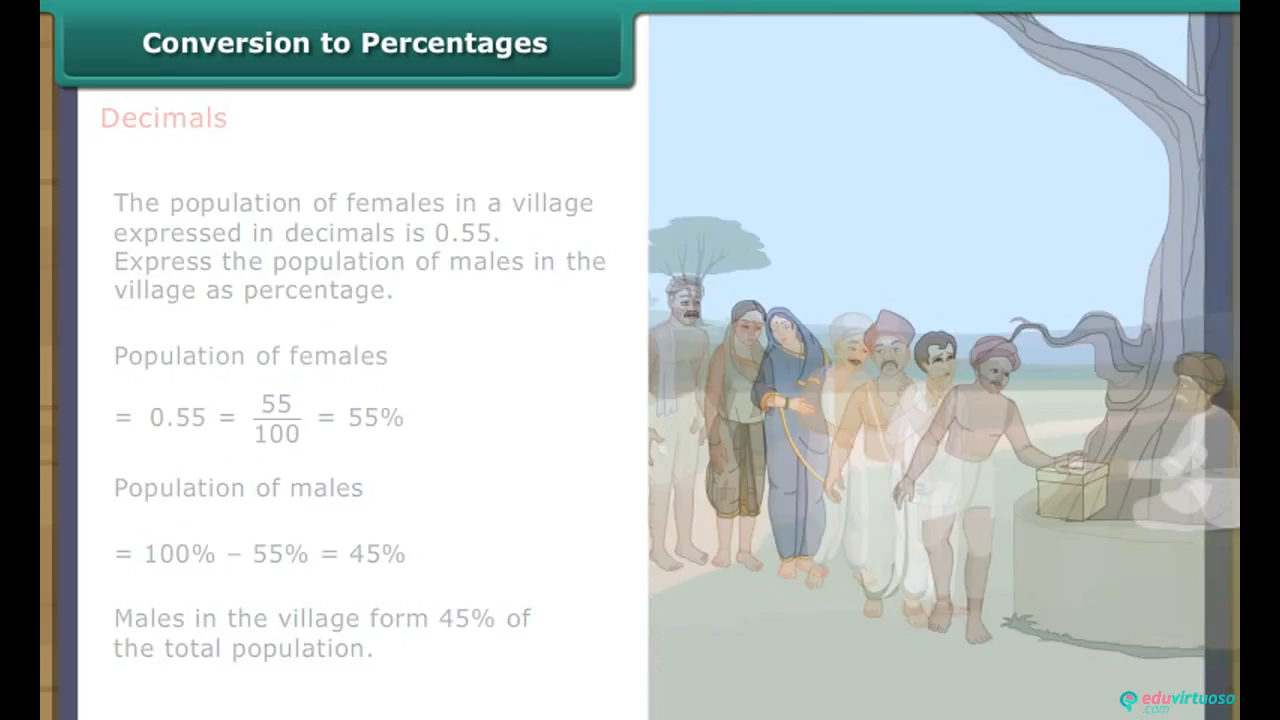 Conversion to Percentages
Decimals
The population of females in a village
expressed in decimals is 0.55.
Express the population of males in the
village as percentage.
Population of females
= 0.55 = 55/100 = 55%
Population of males
= 100% – 55% = 45%
Males in the village form 45% of
the total population.
eduvirtuoso
.com